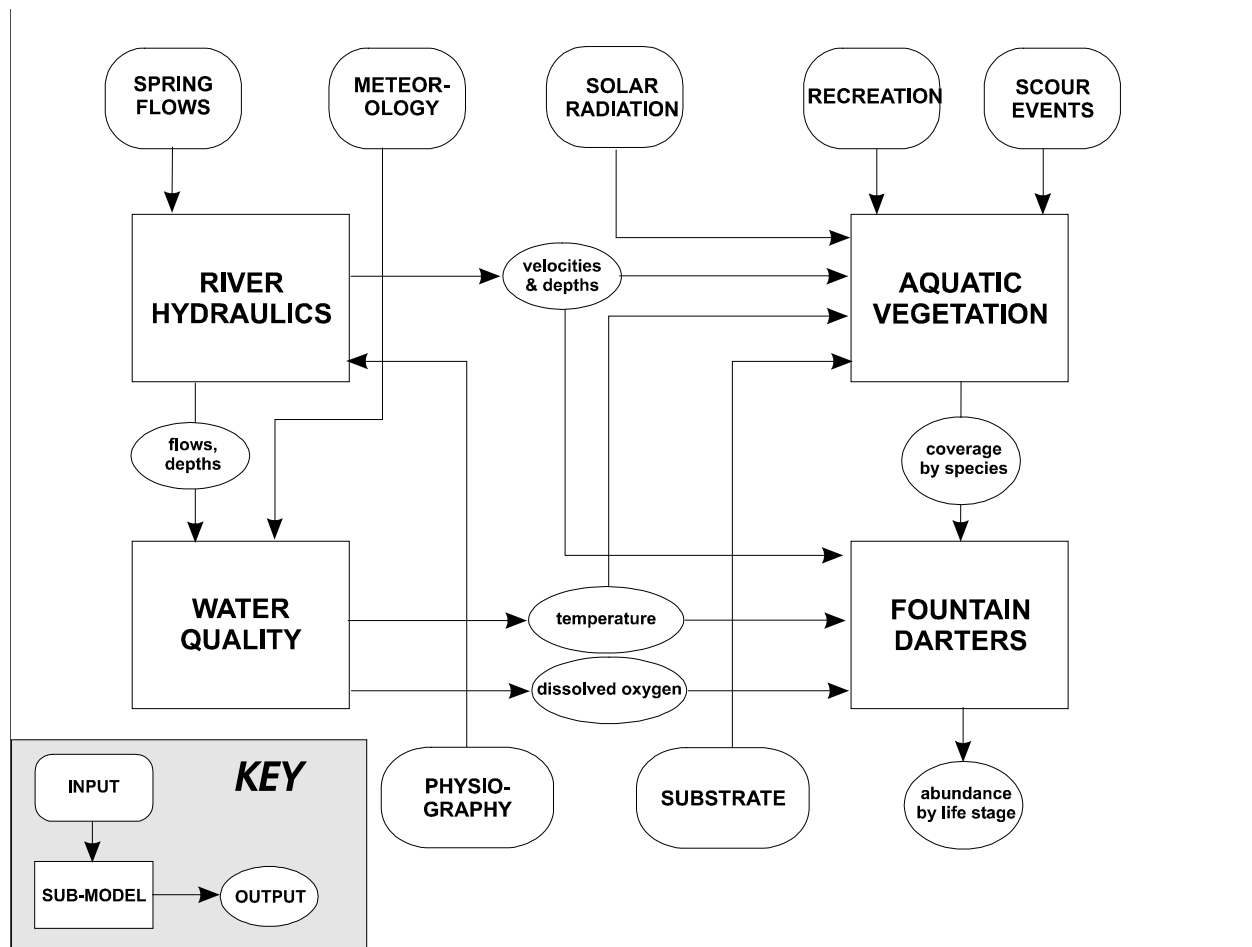 SPRING
FLOWS
METEOR-
OLOGY
SOLAR
RADIATION
RECREATION
SCOUR
EVENTS
RIVER
HYDRAULICS
velocities
& depths
AQUATIC
VEGETATION
flows,
depths
coverage
by species
WATER
QUALITY
temperature
dissolved oxygen
FOUNTAIN
DARTERS
PHYSIO-
GRAPHY
SUBSTRATE
abundance
by life stage
KEY
INPUT
SUB-MODEL
OUTPUT